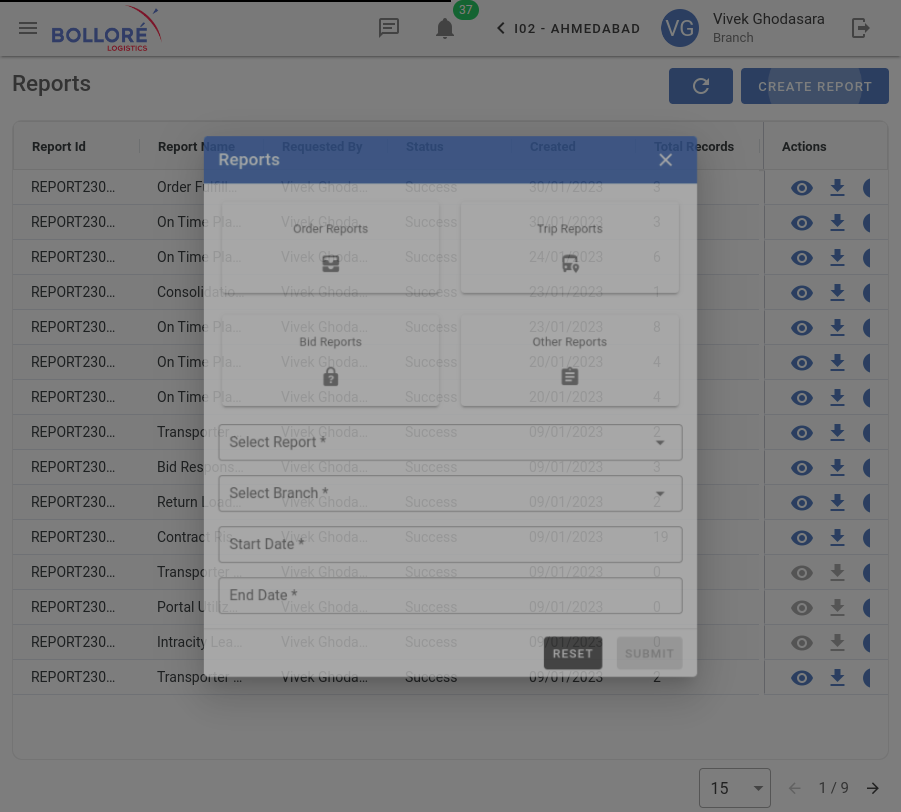 37
BOLLORÉ
LOGISTICS
I02 - AHMEDABAD
VG
Vivek Ghodasara
Branch
Reports
CREATE REPORT
Report Id Report Name Requested By Status Created Total Records Actions
REPORT230... Order Fulfill... Vivek Ghoda... Success 30/01/2023 3
REPORT230... On Time Pla... Vivek Ghoda... Success 30/01/2023 3
REPORT230... On Time Pla... Vivek Ghoda... Success 24/01/2023 6
REPORT230... Consolidatio... Vivek Ghoda... Success 23/01/2023 1
REPORT230... On Time Pla... Vivek Ghoda... Success 23/01/2023 8
REPORT230... On Time Pla... Vivek Ghoda... Success 20/01/2023 4
REPORT230... On Time Pla... Vivek Ghoda... Success 20/01/2023 4
REPORT230... Transporter ... Vivek Ghoda... Success 09/01/2023 2
REPORT230... Bid Respons... Vivek Ghoda... Success 09/01/2023 3
REPORT230... Return Load... Vivek Ghoda... Success 09/01/2023 2
REPORT230... Contract Ris... Vivek Ghoda... Success 09/01/2023 19
REPORT230... Transporter ... Vivek Ghoda... Success 09/01/2023 0
REPORT230... Portal Utiliz... Vivek Ghoda... Success 09/01/2023 0
REPORT230... Intracity Lea... Vivek Ghoda... Success 09/01/2023 0
REPORT230... Transporter ... Vivek Ghoda... Success 09/01/2023 2
Reports
Order Reports Trip Reports
Bid Reports Other Reports
Select Report *
Select Branch *
Start Date *
End Date *
RESET SUBMIT
15 1 / 9